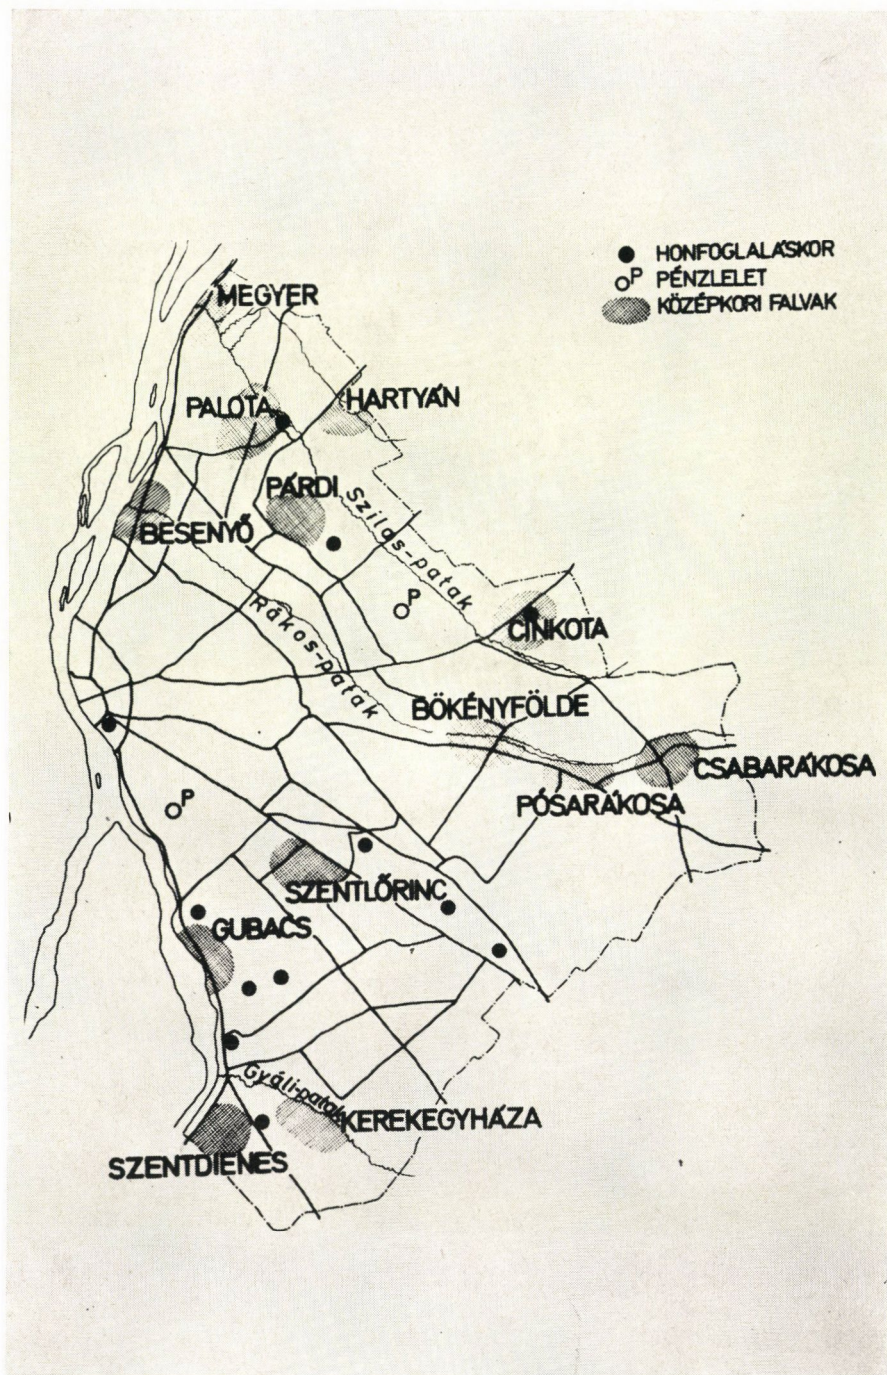 HONFOGLALÁSKOR
P PÉNZLELET
KÖZÉPKORI FALVAK
MEGYER
PALOTA
HARTYÁN
PÁRDI
Szilas-patak
BESENYŐ
P
Rákos-patak
CINKOTA
BÖKÉNYFÖLDE
CSABARÁKOSA
PÓSARÁKOSA
P
SZENTLŐRINC
GUBACS
Gyáli-patak
KEREKEGYHÁZA
SZENTDIENES